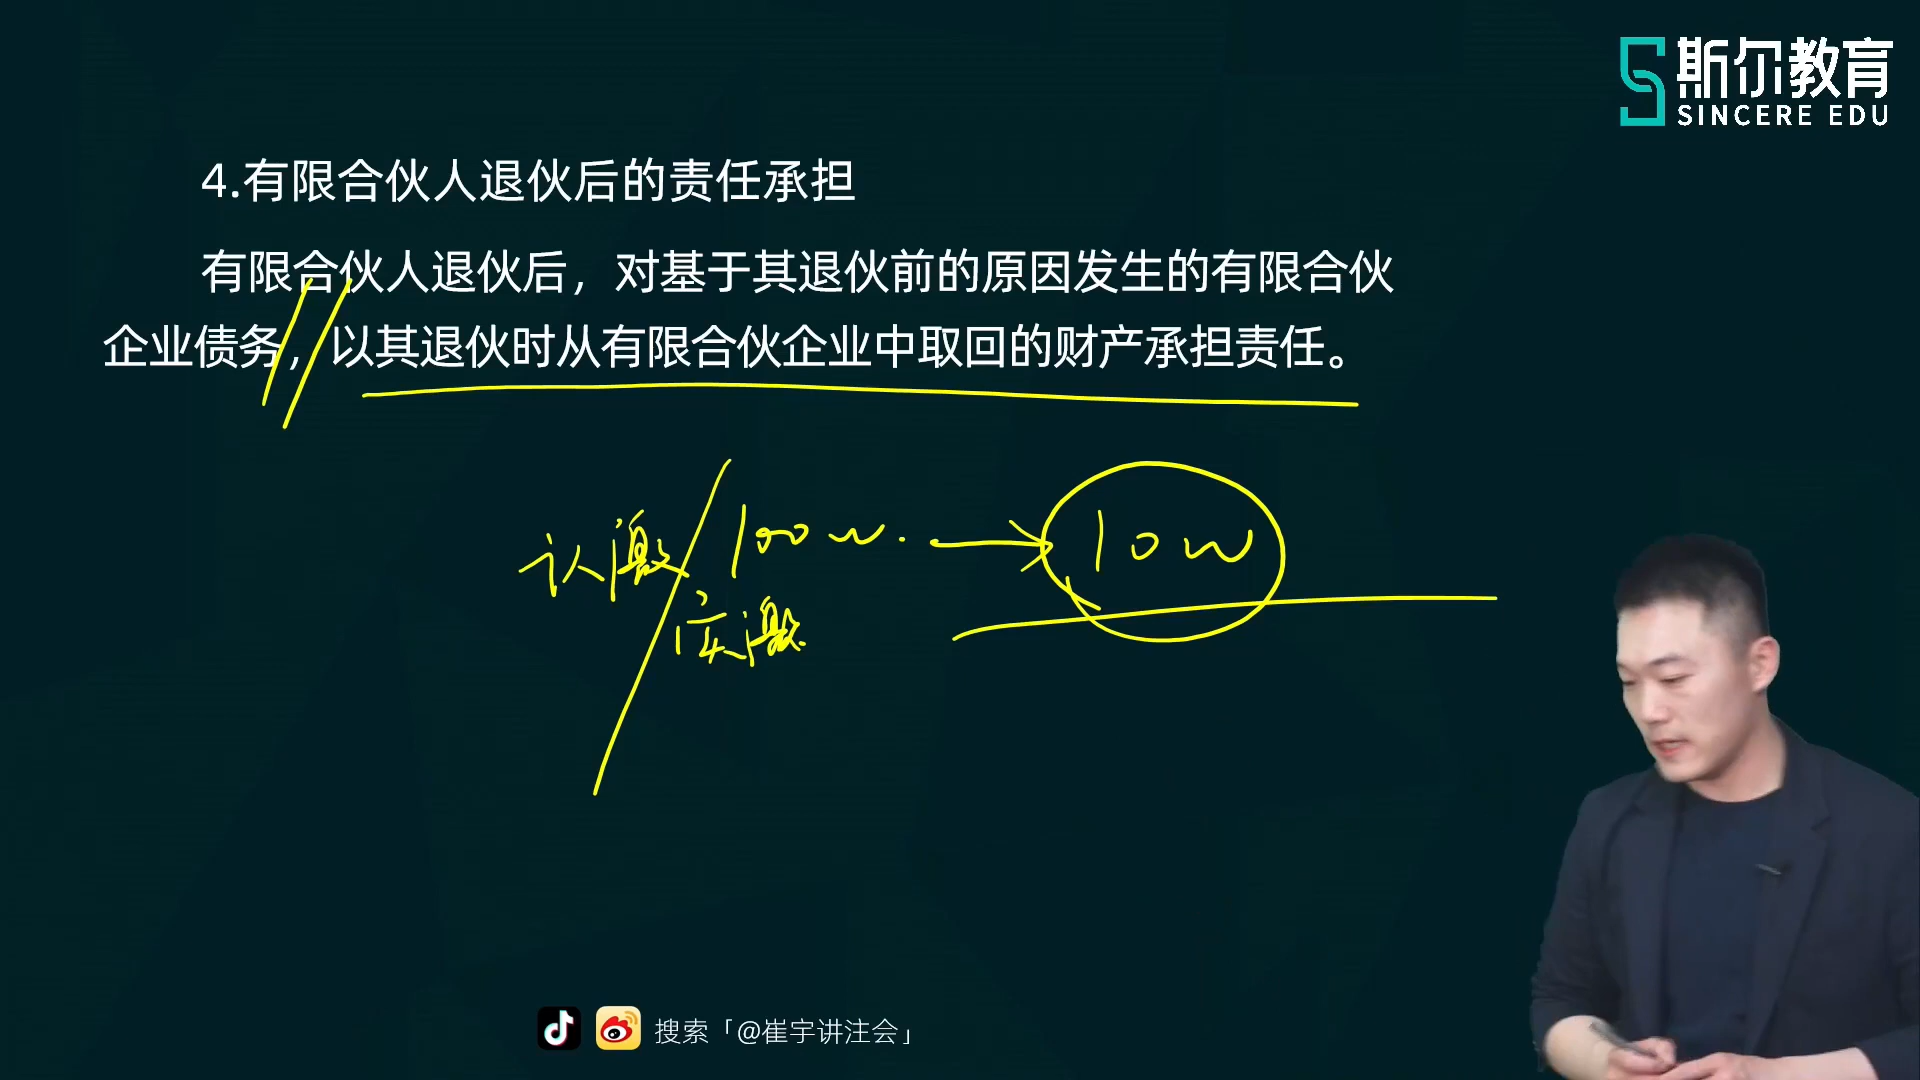 斯尔教育
SINCERE EDU
4.有限合伙人退伙后的责任承担
有限合伙人退伙后，对基于其退伙前的原因发生的有限合伙
企业债务，以其退伙时从有限合伙企业中取回的财产承担责任。
认缴 100w. 10w
实缴
搜索「@崔宇讲注会」